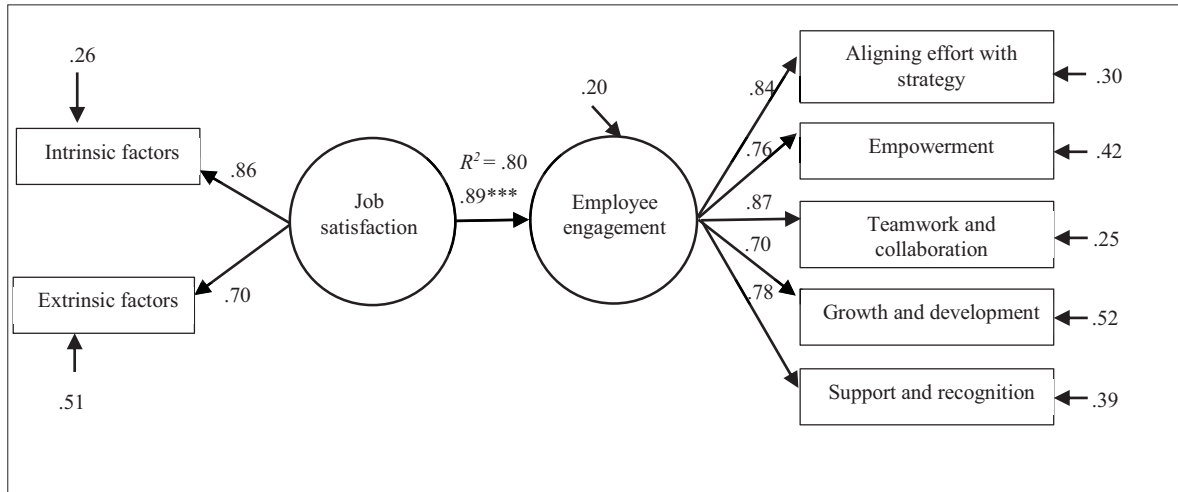 .26
Intrinsic factors
.86
Job
satisfaction
.70
Extrinsic factors
.51
R² = .80
.89***
.20
Employee
engagement
.84
Aligning effort with
strategy
.30
.76
Empowerment
.42
.87
Teamwork and
collaboration
.25
.70
Growth and development
.52
.78
Support and recognition
.39